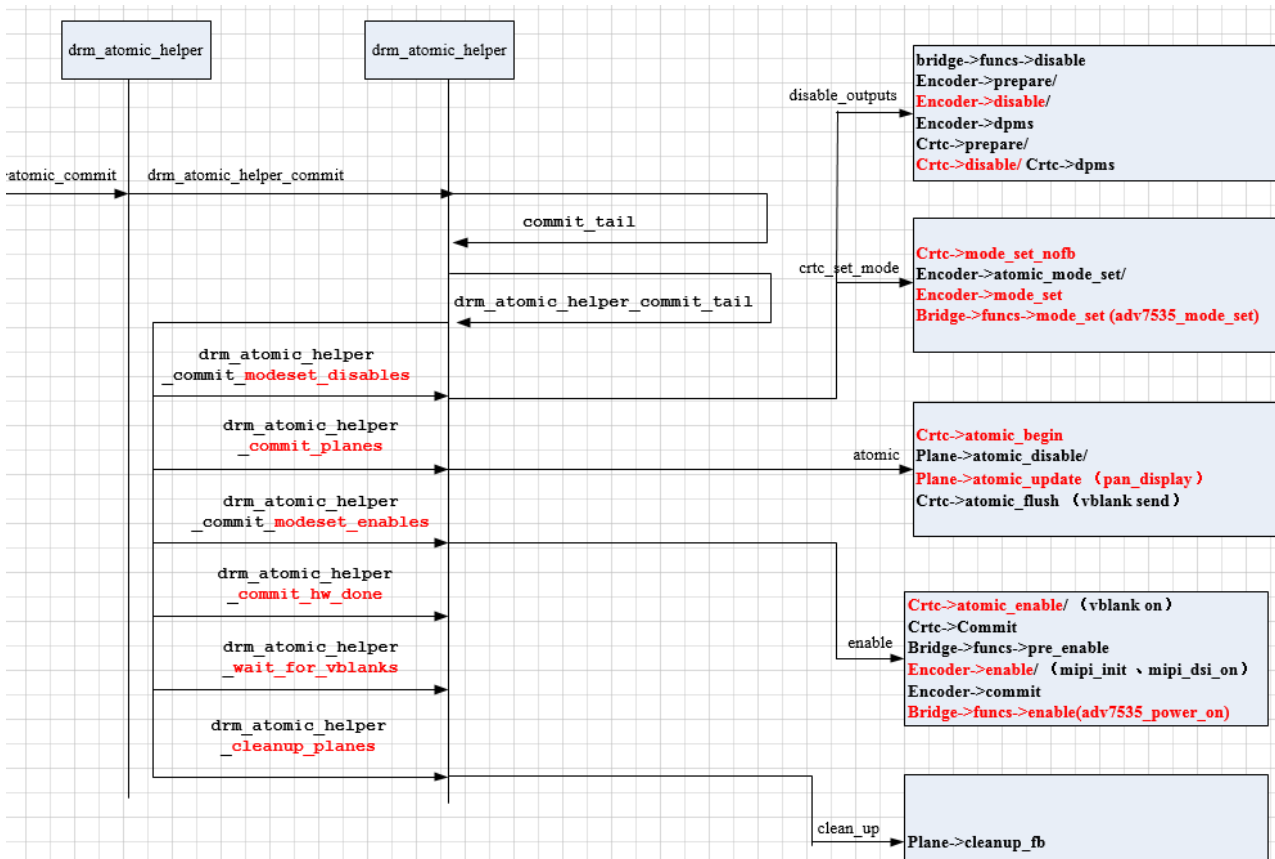 drm_atomic_helper
drm_atomic_helper
atomic_commit
drm_atomic_helper_commit
commit_tail
drm_atomic_helper_commit_tail
drm_atomic_helper
_commit_modeset_disables
drm_atomic_helper
_commit_planes
drm_atomic_helper
_commit_modeset_enables
drm_atomic_helper
_commit_hw_done
drm_atomic_helper
_wait_for_vblanks
drm_atomic_helper
_cleanup_planes
disable_outputs
bridge->funcs->disable
Encoder->prepare/
Encoder->disable/
Encoder->dpms
Crtc->prepare/
Crtc->disable/ Crtc->dpms
crtc_set_mode
Crtc->mode_set_nofb
Encoder->atomic_mode_set/
Encoder->mode_set
Bridge->funcs->mode_set (adv7535_mode_set)
atomic
Crtc->atomic_begin
Plane->atomic_disable/
Plane->atomic_update （pan_display）
Crtc->atomic_flush （vblank send）
enable
Crtc->atomic_enable/ （vblank on）
Crtc->Commit
Bridge->funcs->pre_enable
Encoder->enable/ （mipi_init 、mipi_dsi_on）
Encoder->commit
Bridge->funcs->enable(adv7535_power_on)
clean_up
Plane->cleanup_fb